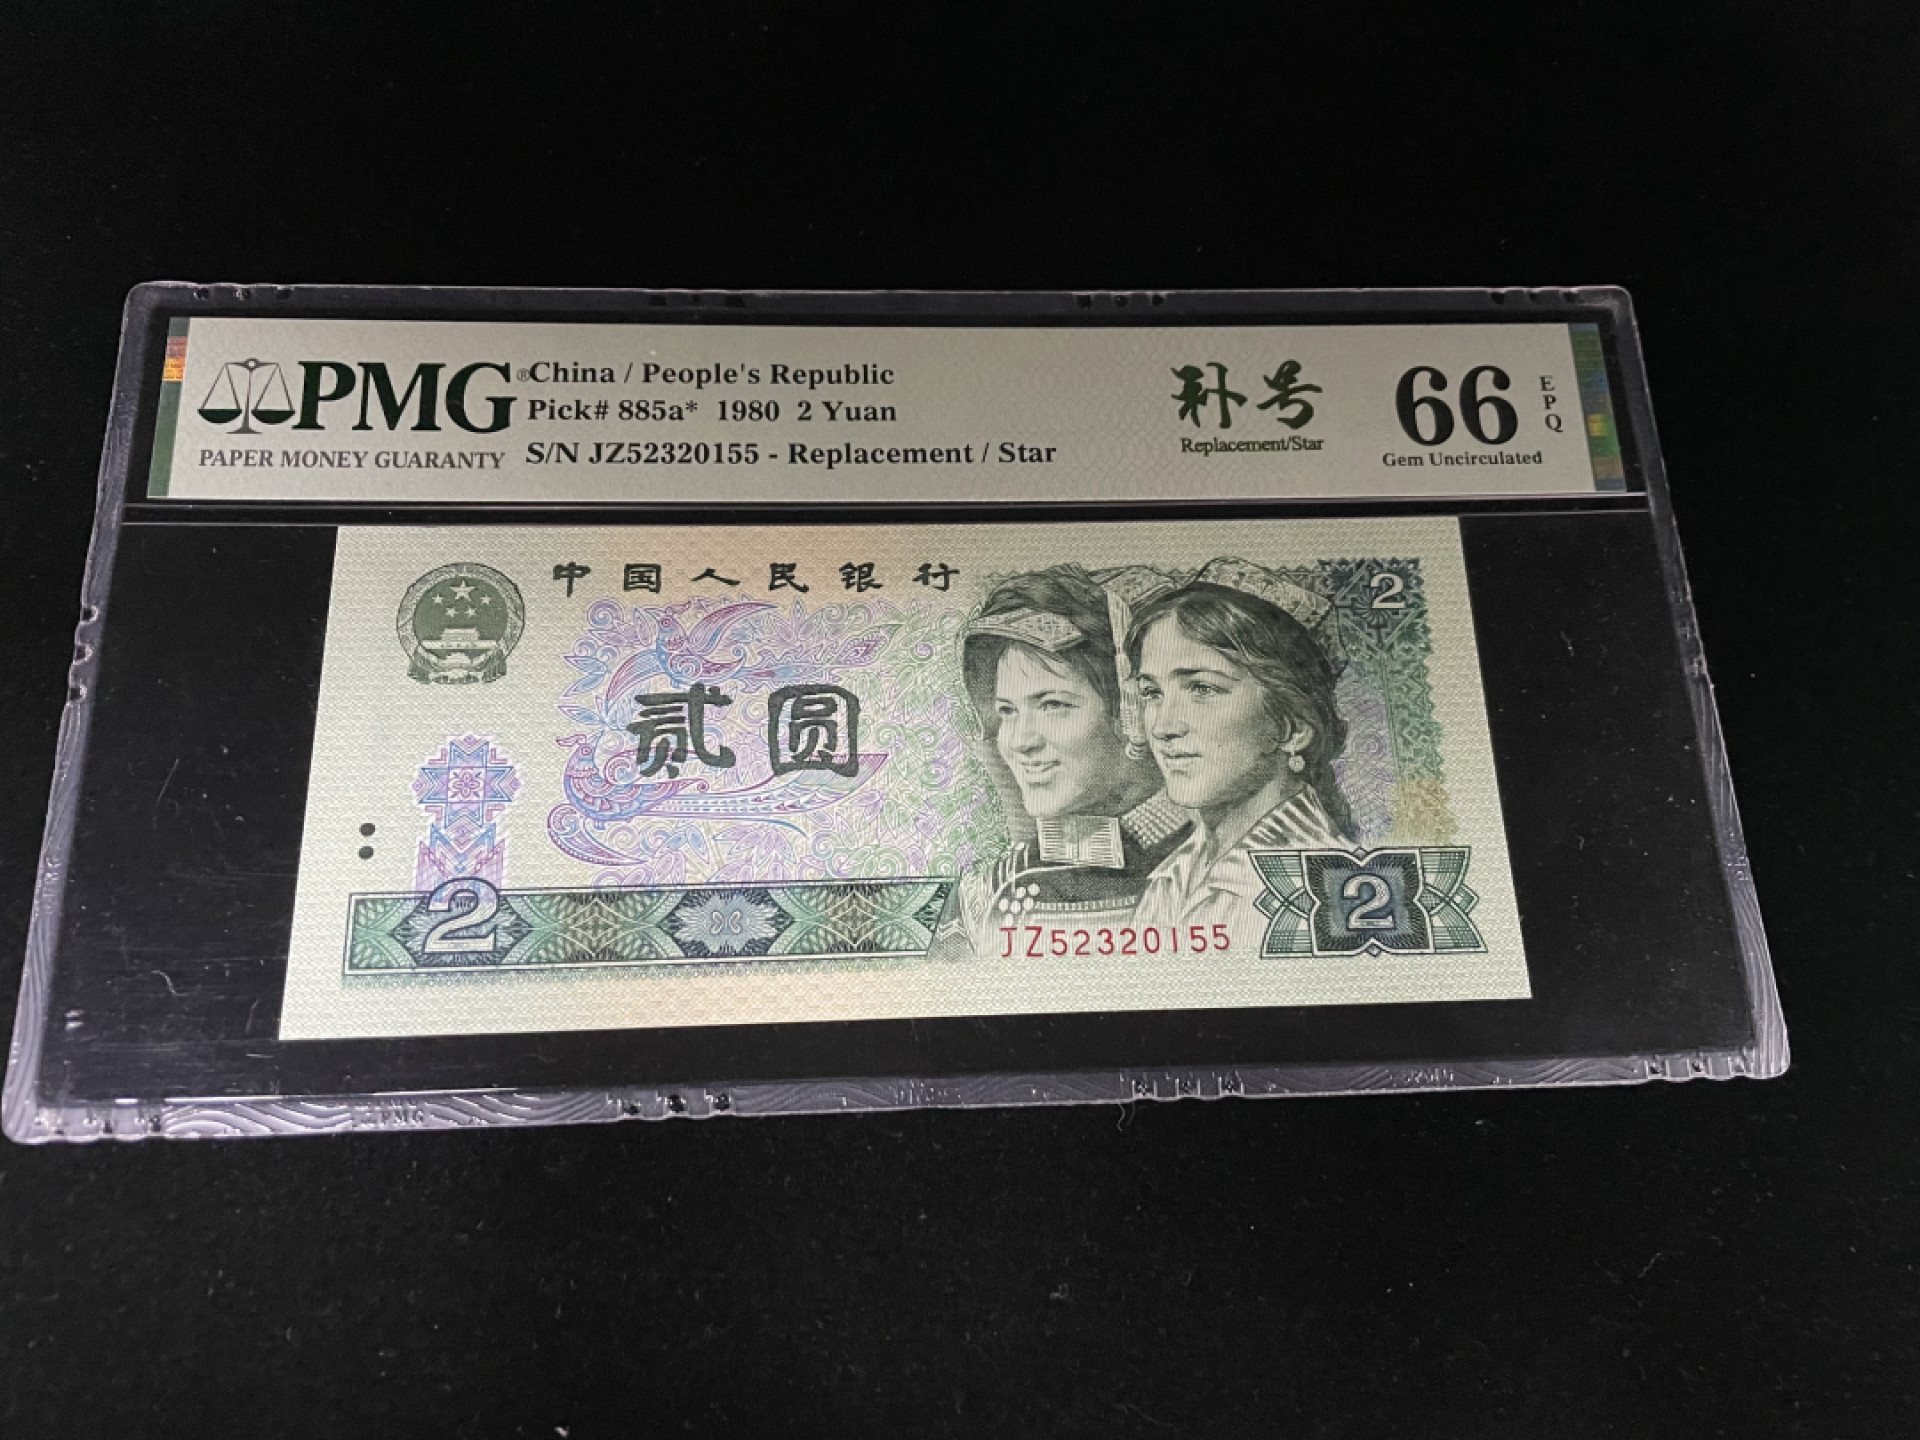 PMG®
PAPER MONEY GUARANTY
China / People's Republic
Pick# 885a* 1980 2 Yuan
S/N JZ52320155 - Replacement / Star
补号
Replacement/Star
66
EPQ
Gem Uncirculated
中国人民银行
2
贰圆
2
JZ52320155
2
PMG